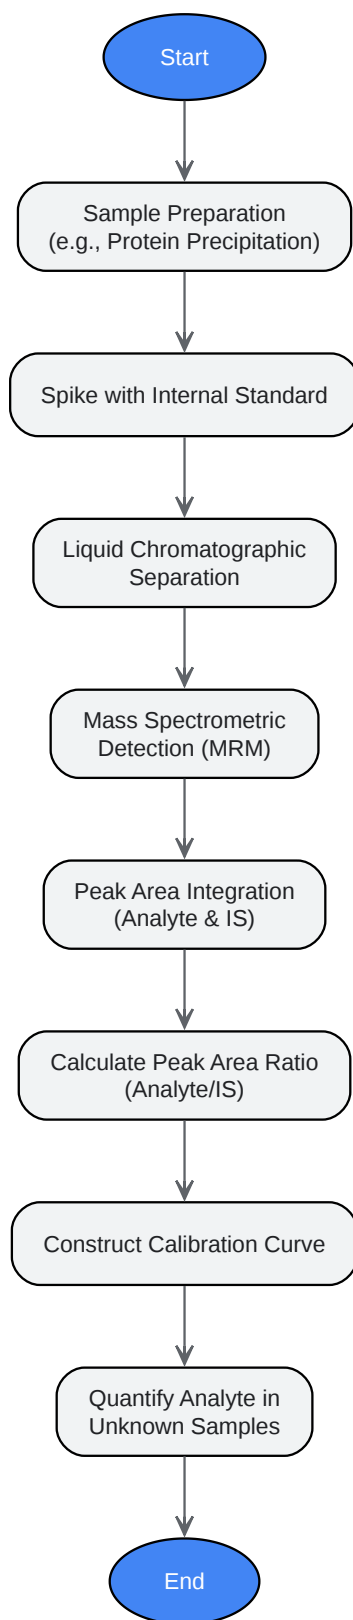 Start
Sample Preparation
(e.g., Protein Precipitation)
Spike with Internal Standard
Liquid Chromatographic
Separation
Mass Spectrometric
Detection (MRM)
Peak Area Integration
(Analyte & IS)
Calculate Peak Area Ratio
(Analyte/IS)
Construct Calibration Curve
Quantify Analyte in
Unknown Samples
End